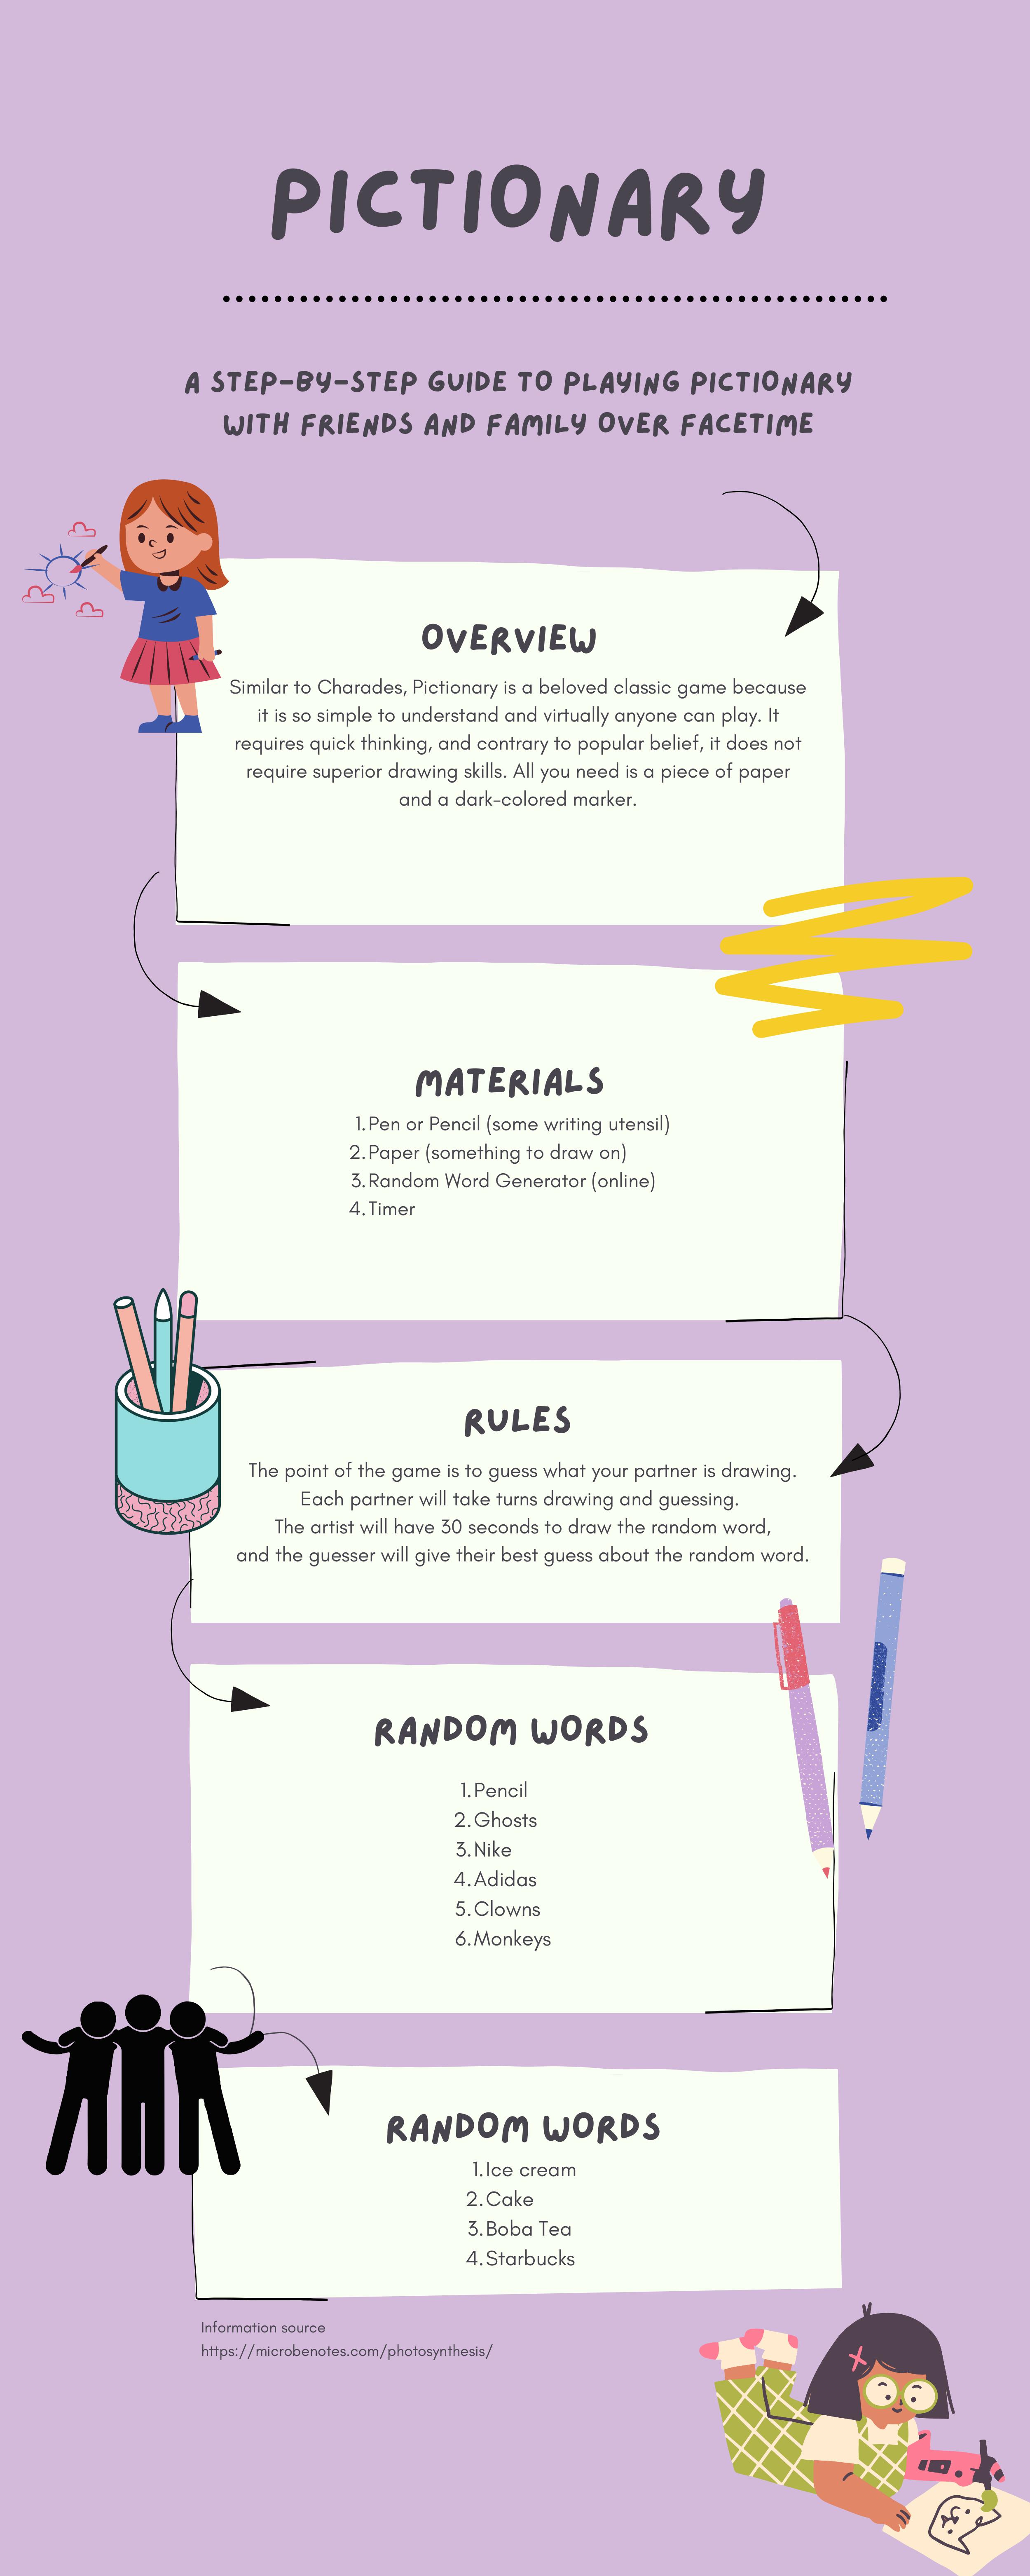 PICTIONARY
A STEP-BY-STEP GUIDE TO PLAYING PICTIONARY
WITH FRIENDS AND FAMILY OVER FACETIME
OVERVIEW
Similar to Charades, Pictionary is a beloved classic game because
it is so simple to understand and virtually anyone can play. It
requires quick thinking, and contrary to popular belief, it does not
require superior drawing skills. All you need is a piece of paper
and a dark-colored marker.
MATERIALS
1. Pen or Pencil (some writing utensil)
2. Paper (something to draw on)
3. Random Word Generator (online)
4. Timer
RULES
The point of the game is to guess what your partner is drawing.
Each partner will take turns drawing and guessing.
The artist will have 30 seconds to draw the random word,
and the guesser will give their best guess about the random word.
RANDOM WORDS
1. Pencil
2. Ghosts
3. Nike
4. Adidas
5. Clowns
6. Monkeys
RANDOM WORDS
1. Ice cream
2. Cake
3. Boba Tea
4. Starbucks
Information source
https://microbenotes.com/photosynthesis/